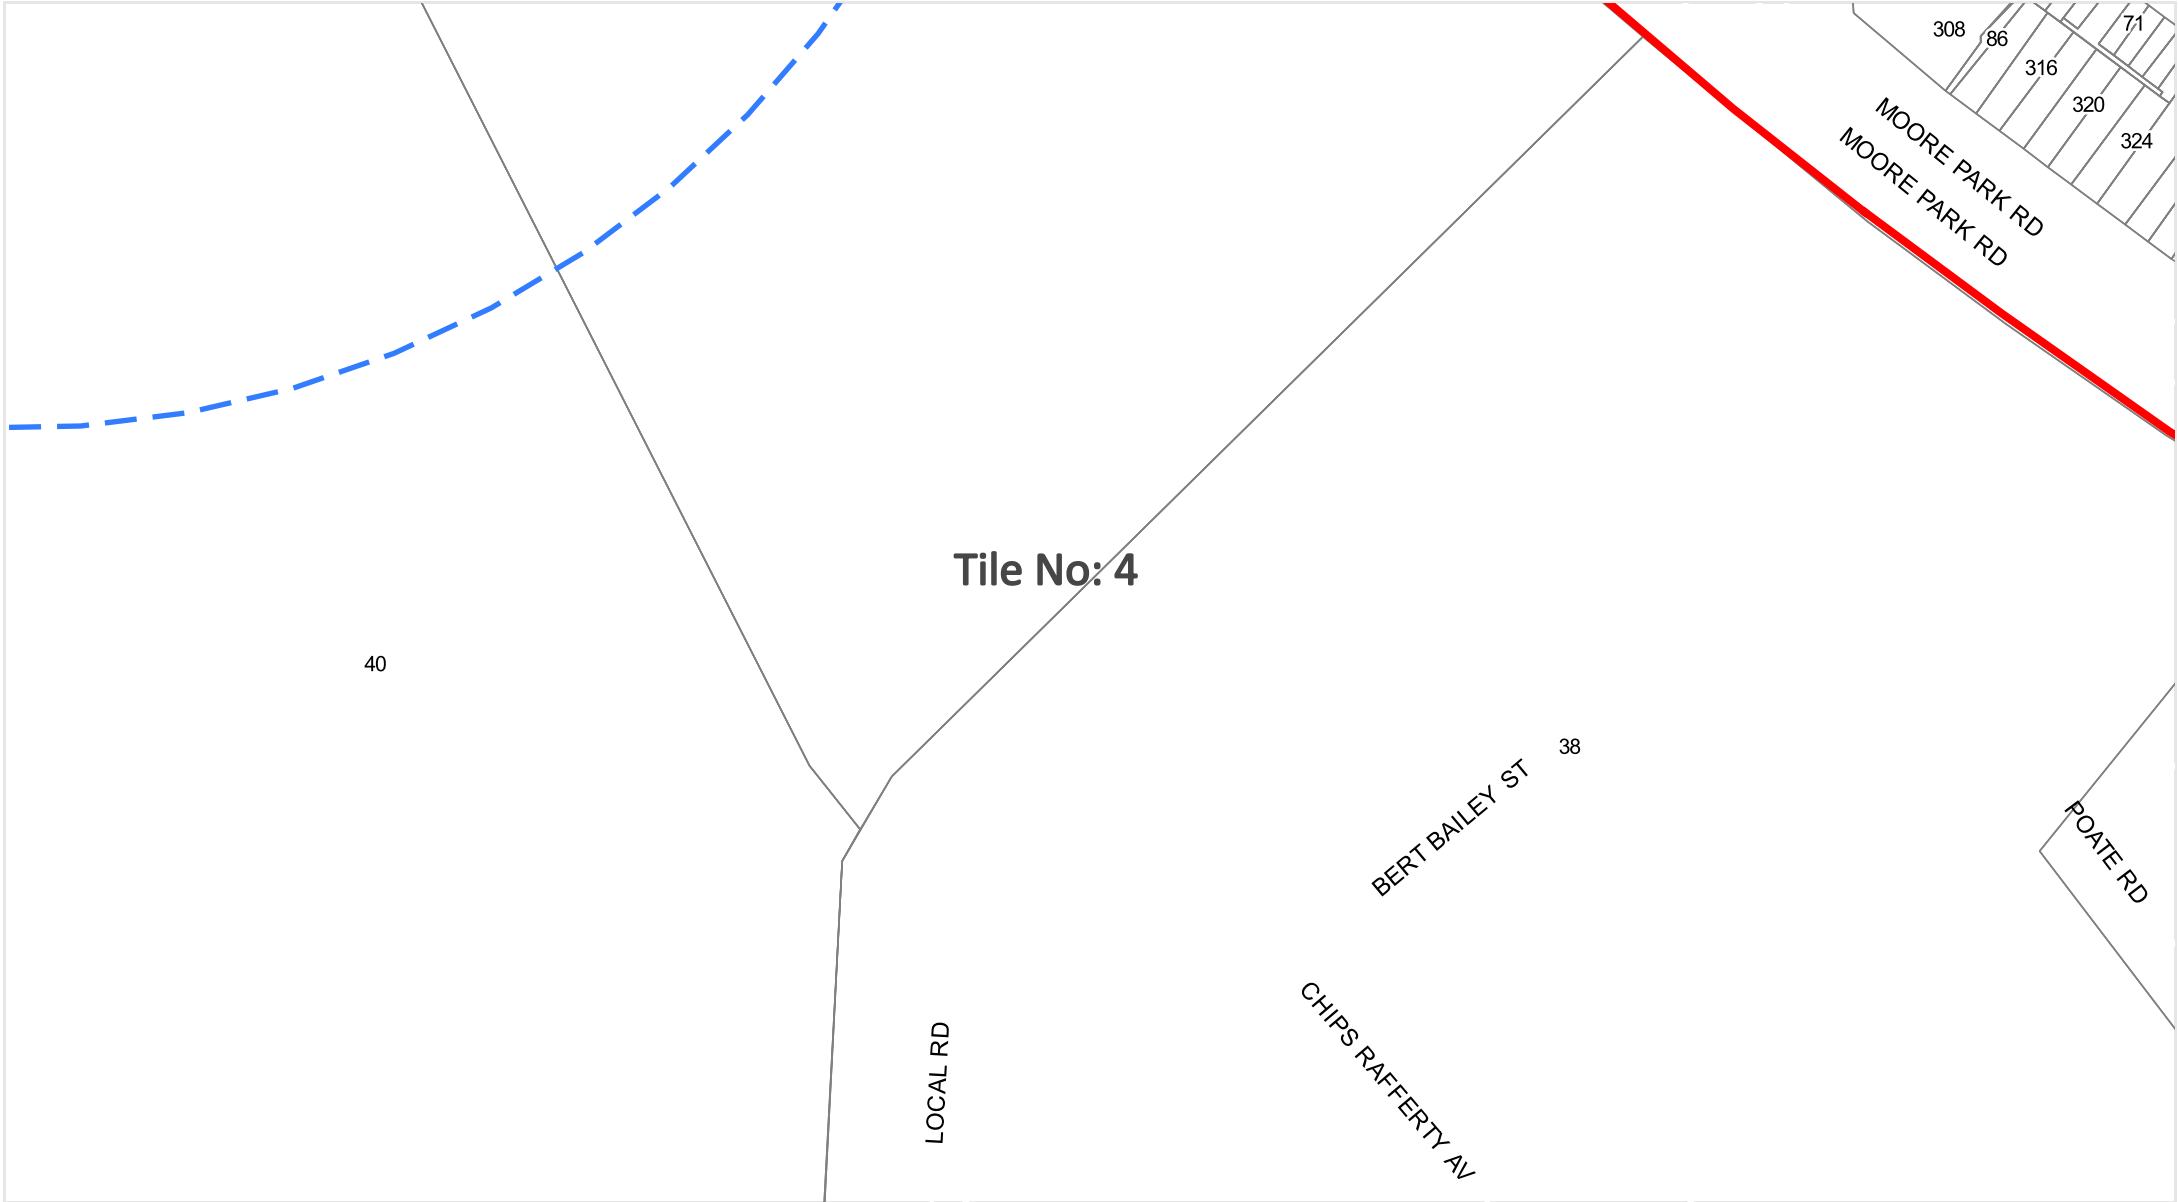 71
308
86
316
320
324
MOORE PARK RD
MOORE PARK RD
Tile No: 4
40
38
BERT BAILEY ST
POATE RD
CHIPS RAFFERTY AV
LOCAL RD